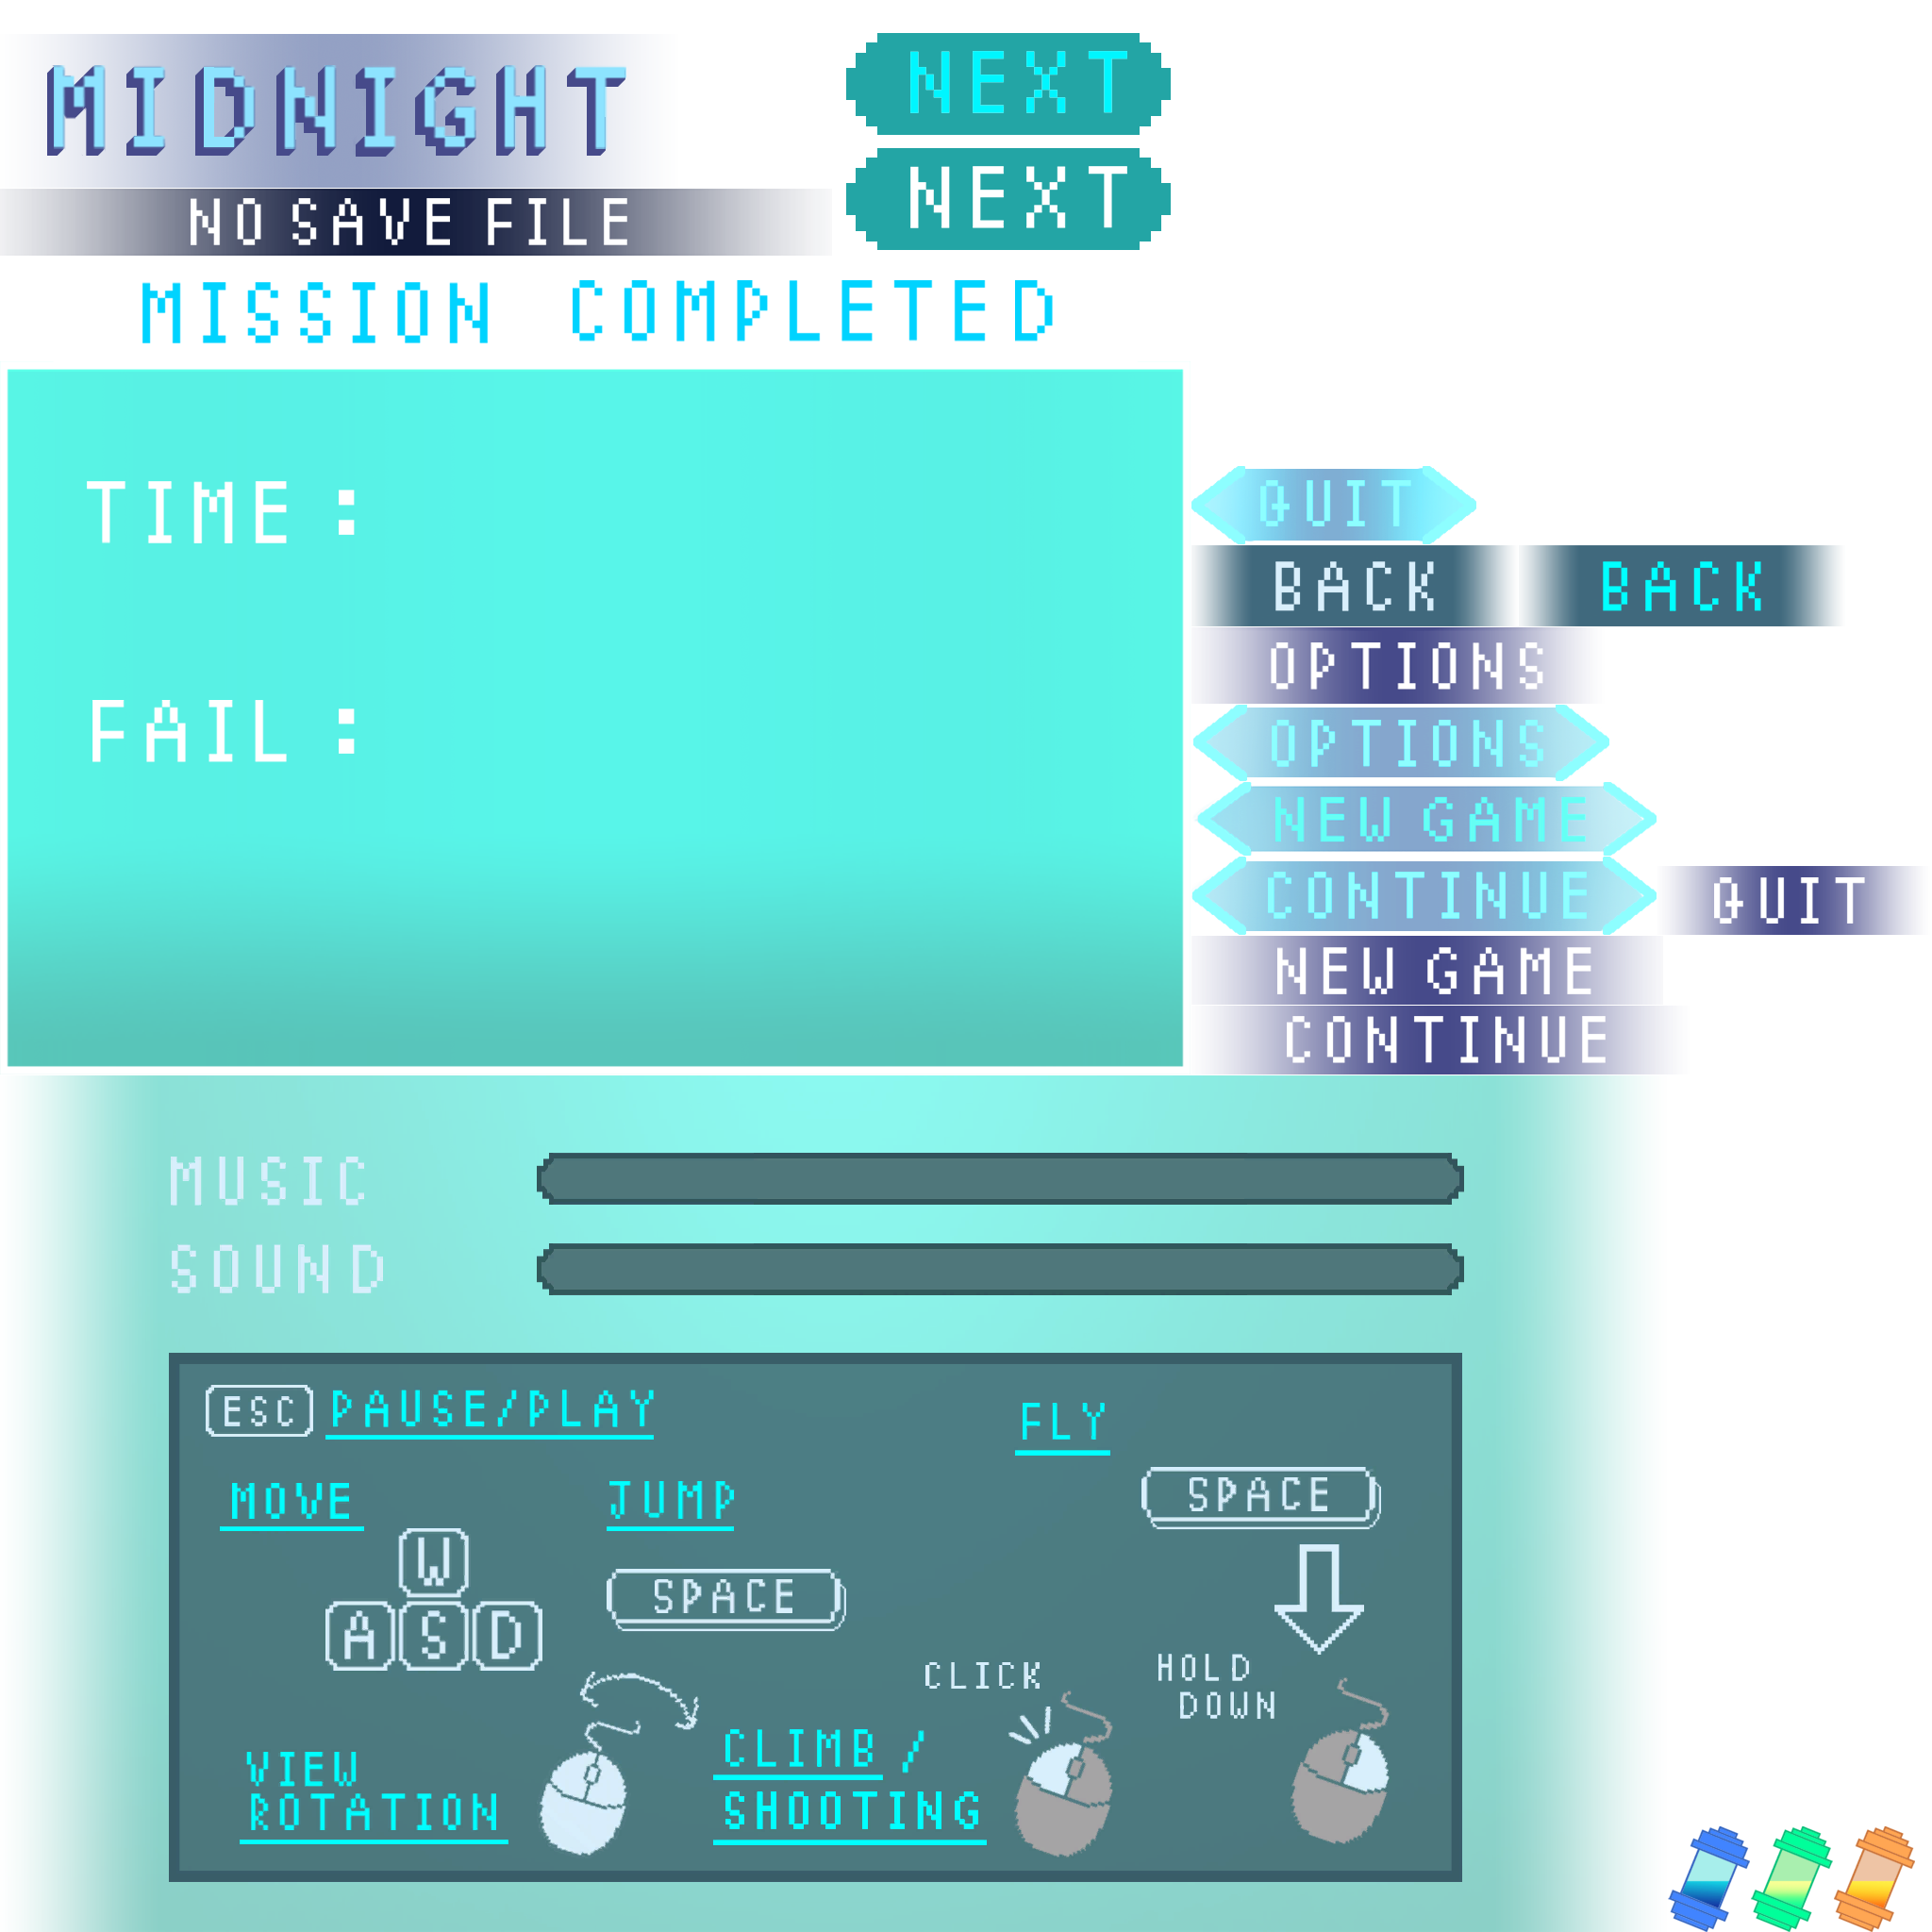 MIDNIGHT
NEXT
NEXT
NO SAVE FILE
MISSION COMPLETED
TIME :
FAIL :
QUIT
BACK
BACK
OPTIONS
OPTIONS
NEW GAME
CONTINUE
QUIT
NEW GAME
CONTINUE
MUSIC
SOUND
ESC PAUSE/PLAY
FLY
MOVE
JUMP
SPACE
W
A S D
SPACE
CLICK
HOLD
DOWN
VIEW
ROTATION
CLIMB /
SHOOTING